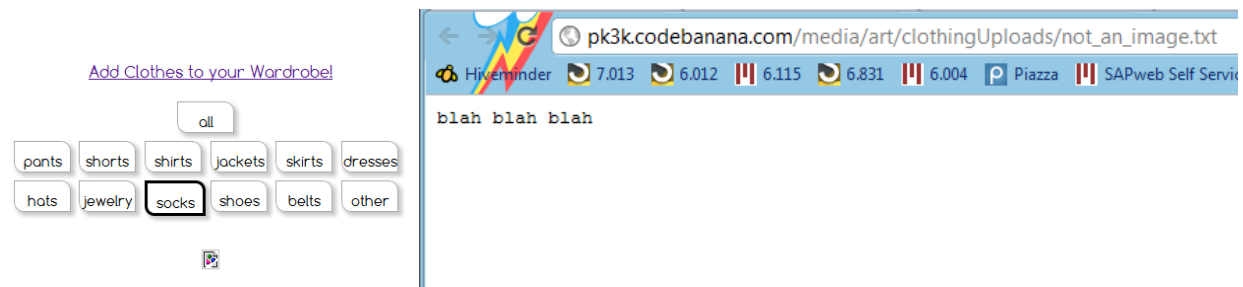 Add Clothes to your Wardrobe!
all
pants shorts shirts jackets skirts dresses
hats jewelry socks shoes belts other
pk3k.codebanana.com/media/art/clothingUploads/not_an_image.txt
Hiveminder 7.013 6.012 6.115 6.831 6.004 Piazza SAPweb Self Servic
blah blah blah